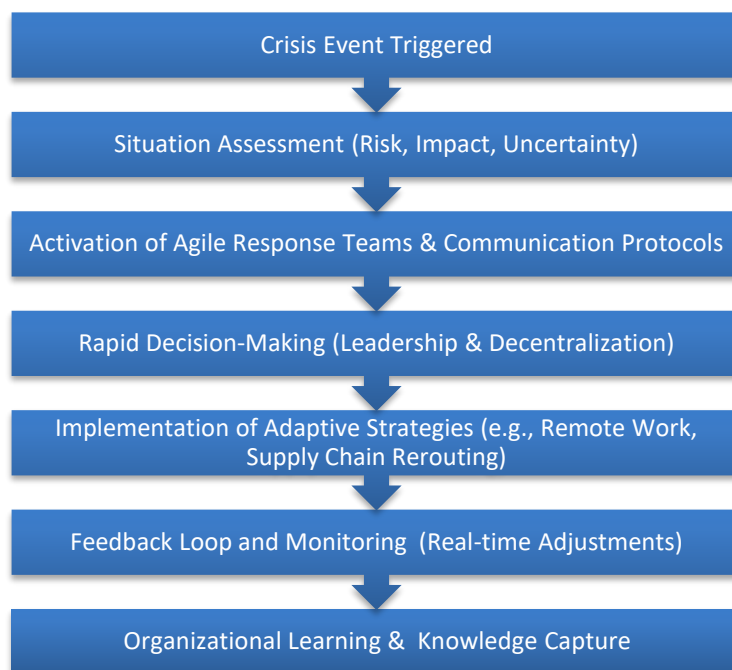 Crisis Event Triggered
Situation Assessment (Risk, Impact, Uncertainty)
Activation of Agile Response Teams & Communication Protocols
Rapid Decision-Making (Leadership & Decentralization)
Implementation of Adaptive Strategies (e.g., Remote Work,
Supply Chain Rerouting)
Feedback Loop and Monitoring (Real-time Adjustments)
Organizational Learning & Knowledge Capture